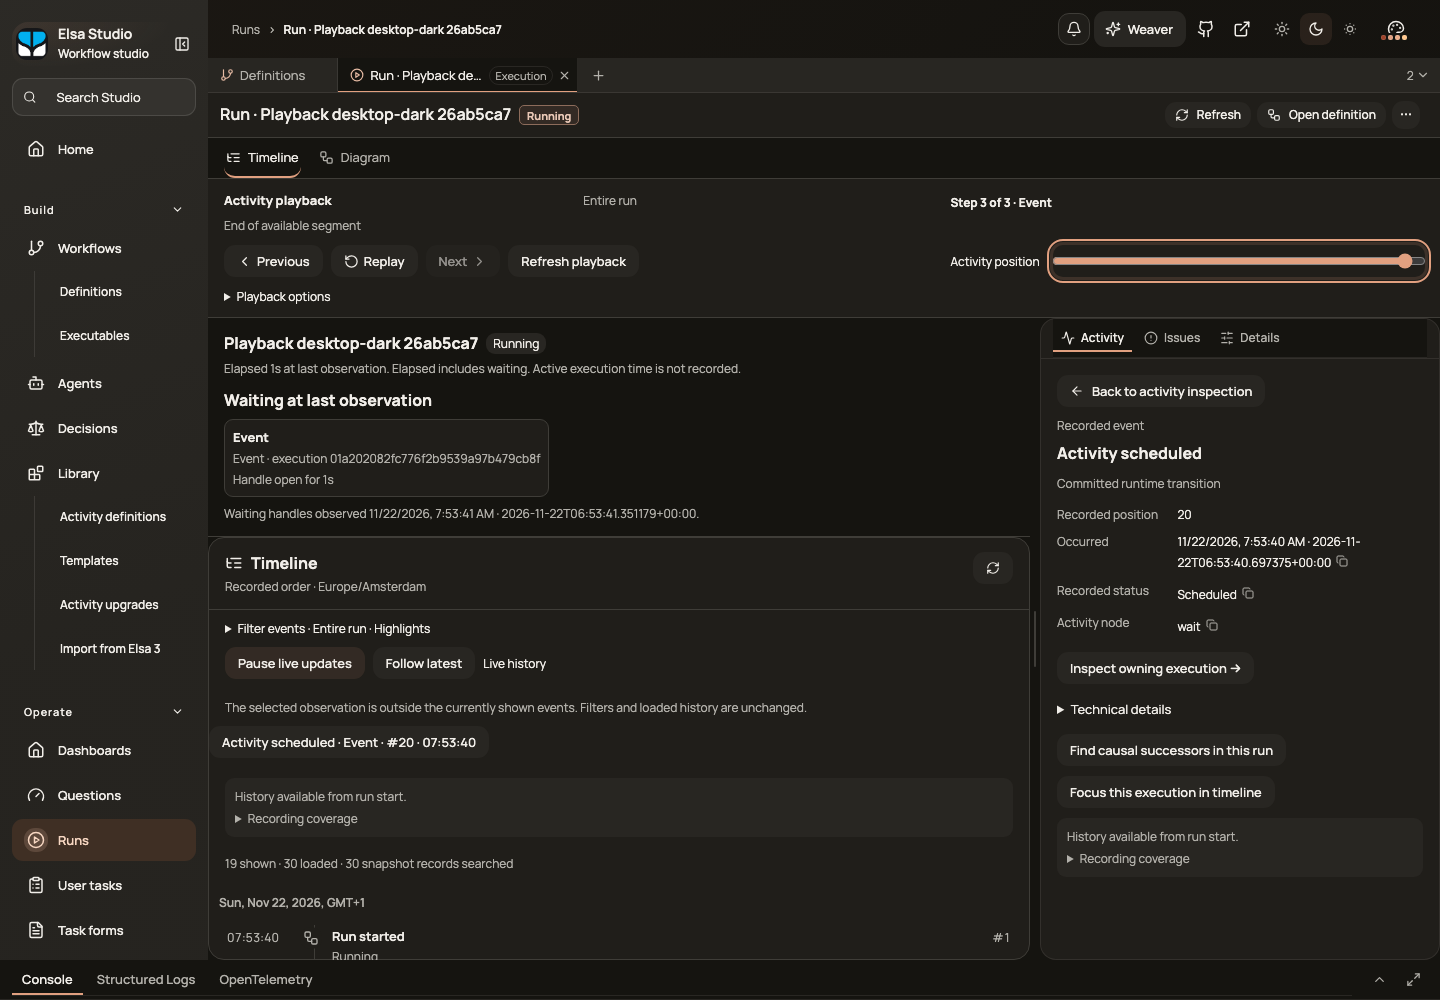 Elsa Studio
Workflow studio
Search Studio
Home
Build
Workflows
Definitions
Executables
Agents
Decisions
Library
Activity definitions
Templates
Activity upgrades
Import from Elsa 3
Operate
Dashboards
Questions
Runs
User tasks
Task forms
Runs › Run · Playback desktop-dark 26ab5ca7
Weaver
Definitions
Run · Playback de... Execution
2
Run · Playback desktop-dark 26ab5ca7 Running
Refresh
Open definition
Timeline
Diagram
Activity playback
Entire run
Step 3 of 3 · Event
End of available segment
Previous
Replay
Next
Refresh playback
Activity position
Playback options
Playback desktop-dark 26ab5ca7 Running
Elapsed 1s at last observation. Elapsed includes waiting. Active execution time is not recorded.
Waiting at last observation
Event
Event · execution 01a202082fc776f2b9539a97b479cb8f
Handle open for 1s
Waiting handles observed 11/22/2026, 7:53:41 AM · 2026-11-22T06:53:41.351179+00:00.
Timeline
Recorded order · Europe/Amsterdam
Filter events · Entire run · Highlights
Pause live updates
Follow latest
Live history
The selected observation is outside the currently shown events. Filters and loaded history are unchanged.
Activity scheduled · Event · #20 · 07:53:40
History available from run start.
Recording coverage
19 shown · 30 loaded · 30 snapshot records searched
Sun, Nov 22, 2026, GMT+1
07:53:40
Run started
#1
Running
Activity
Issues
Details
Back to activity inspection
Recorded event
Activity scheduled
Committed runtime transition
Recorded position 20
Occurred 11/22/2026, 7:53:40 AM · 2026-11-
22T06:53:40.697375+00:00
Recorded status Scheduled
Activity node wait
Inspect owning execution →
Technical details
Find causal successors in this run
Focus this execution in timeline
History available from run start.
Recording coverage
Console
Structured Logs
OpenTelemetry